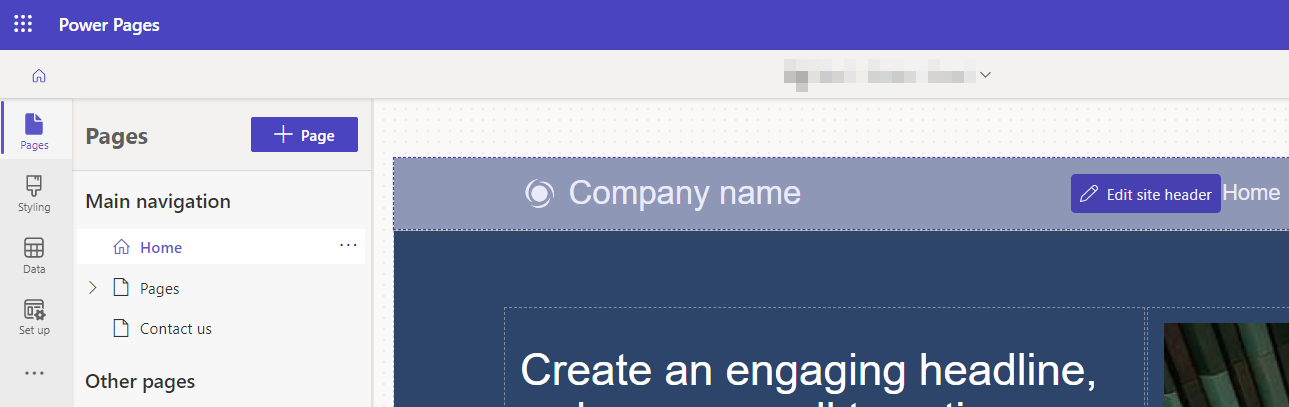 Power Pages
Pages
Pages
+ Page
Main navigation
Home
Pages
Contact us
Other pages
Styling
Data
Set up
Company name
Edit site header
Home
Create an engaging headline,